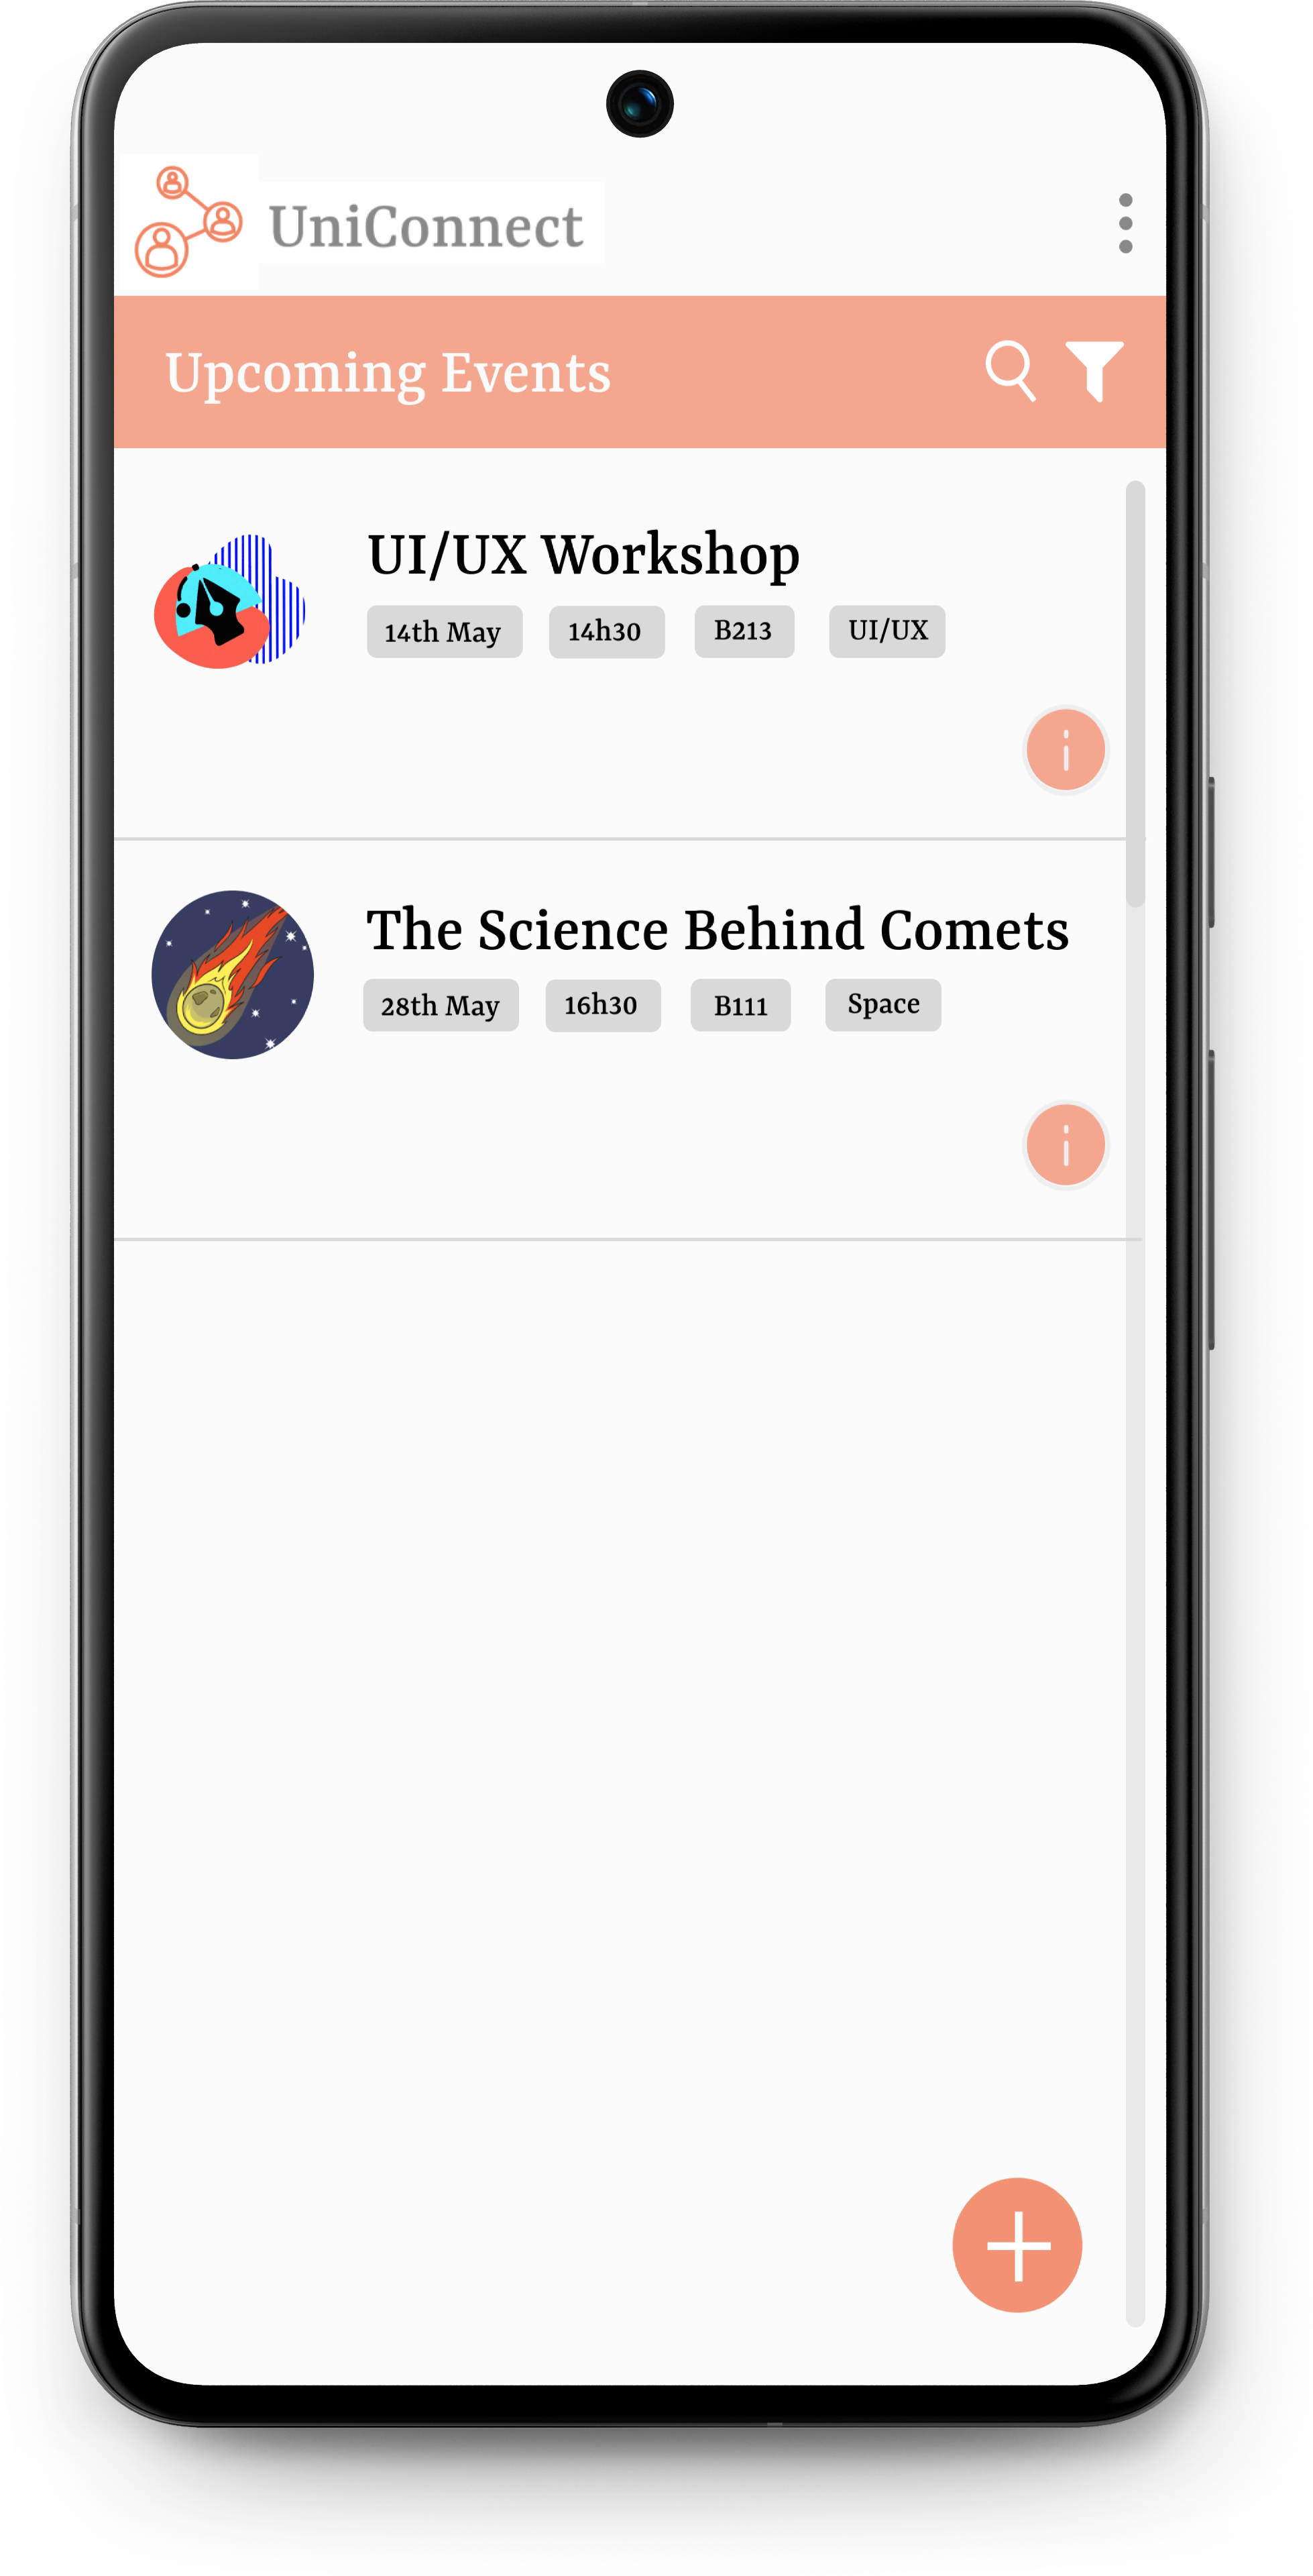 UniConnect
Upcoming Events
UI/UX Workshop
14th May 14h30 B213 UI/UX
i
The Science Behind Comets
28th May 16h30 B111 Space
i